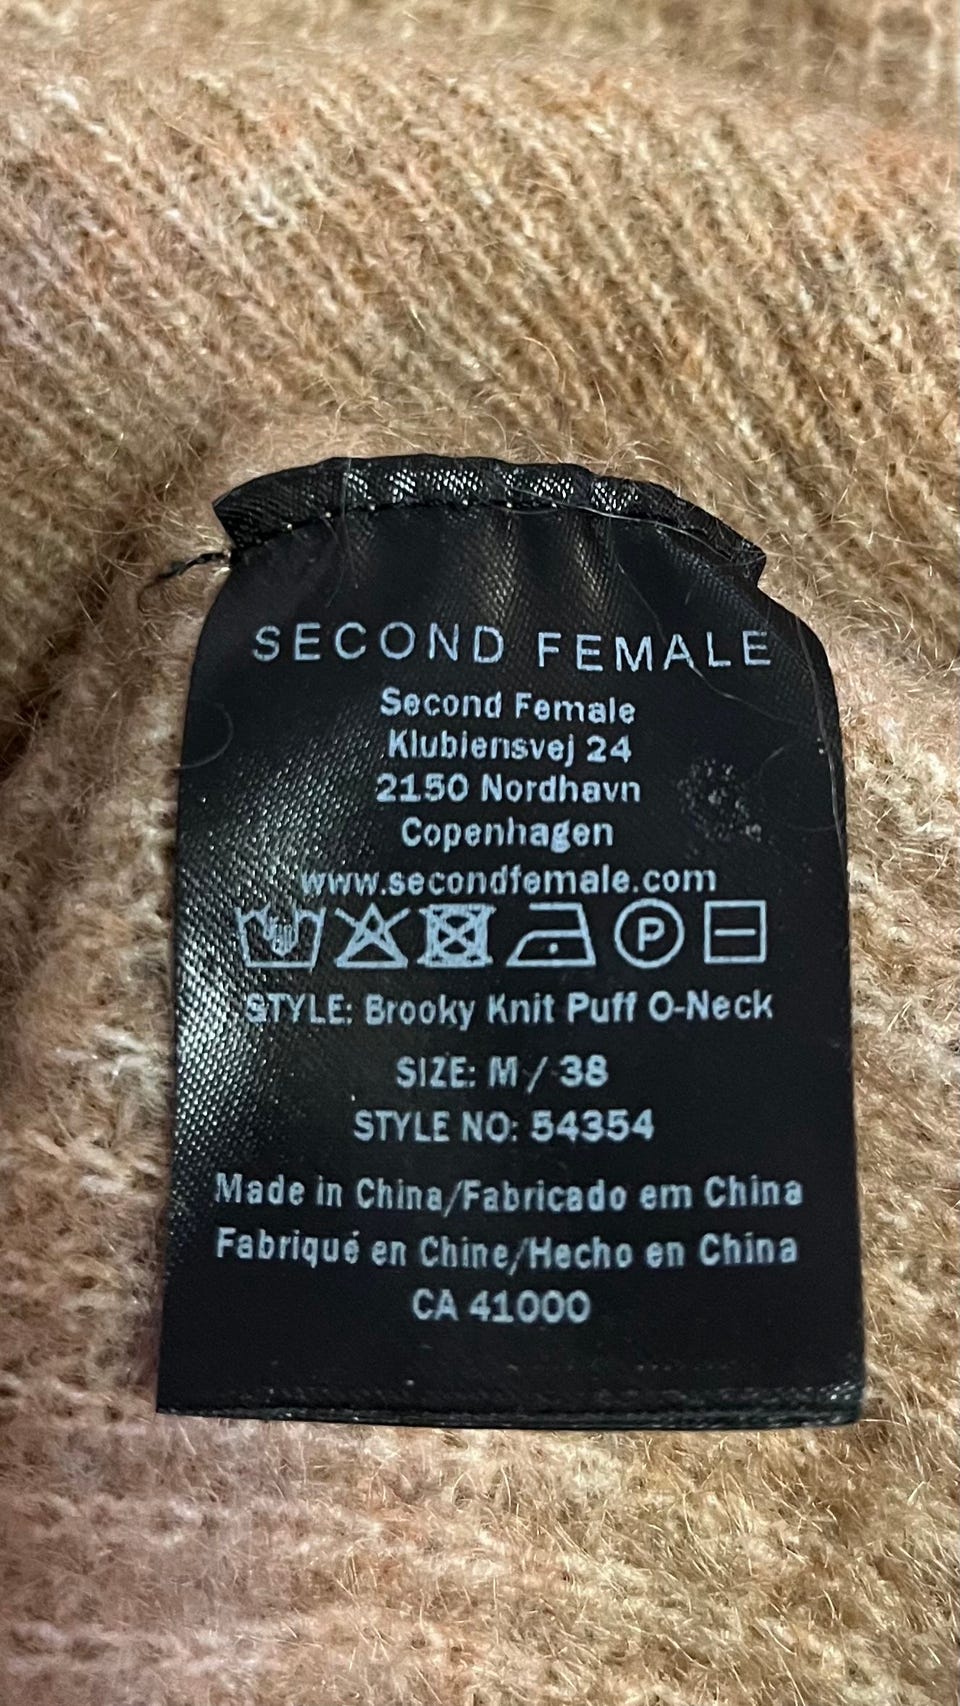 SECOND FEMALE
Second Female
Klubiensvej 24
2150 Nordhavn
Copenhagen
www.secondfemale.com
P
STYLE: Brooky Knit Puff O-Neck
SIZE: M / 38
STYLE NO: 54354
Made in China/Fabricado em China
Fabriqué en Chine/Hecho en China
CA 41000